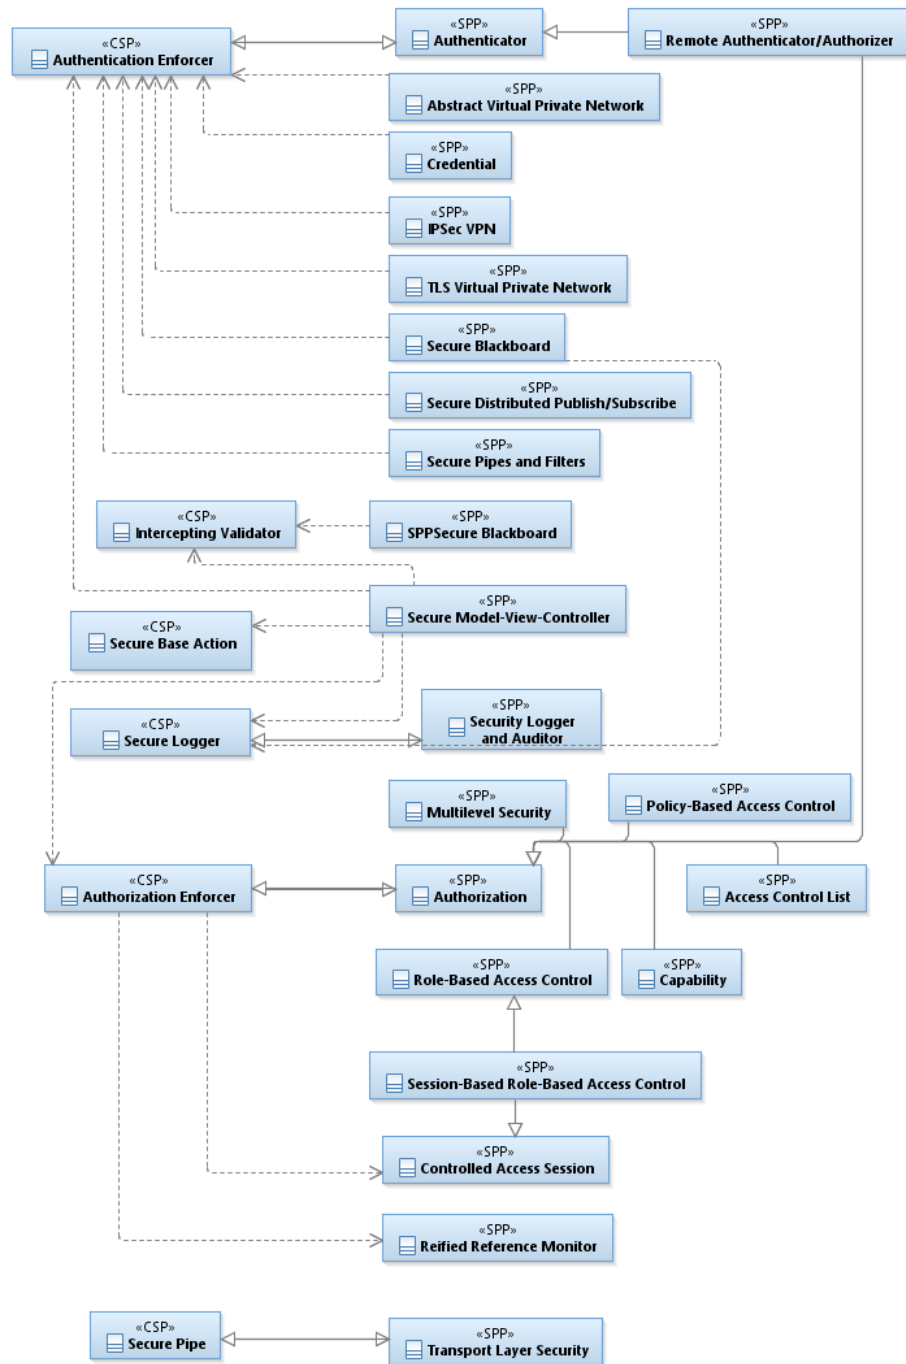 «SPP»
Authenticator
«SPP»
Remote Authenticator/Authorizer
«CSP»
Authentication Enforcer
«SPP»
Abstract Virtual Private Network
«SPP»
Credential
«SPP»
IPSec VPN
«SPP»
TLS Virtual Private Network
«SPP»
Secure Blackboard
«SPP»
Secure Distributed Publish/Subscribe
«SPP»
Secure Pipes and Filters
«CSP»
Intercepting Validator
«SPP»
SPPSecure Blackboard
«SPP»
Secure Model-View-Controller
«CSP»
Secure Base Action
«SPP»
Security Logger
and Auditor
«CSP»
Secure Logger
«SPP»
Multilevel Security
«SPP»
Policy-Based Access Control
«CSP»
Authorization Enforcer
«SPP»
Authorization
«SPP»
Access Control List
«SPP»
Role-Based Access Control
«SPP»
Capability
«SPP»
Session-Based Role-Based Access Control
«SPP»
Controlled Access Session
«SPP»
Reified Reference Monitor
«CSP»
Secure Pipe
«SPP»
Transport Layer Security